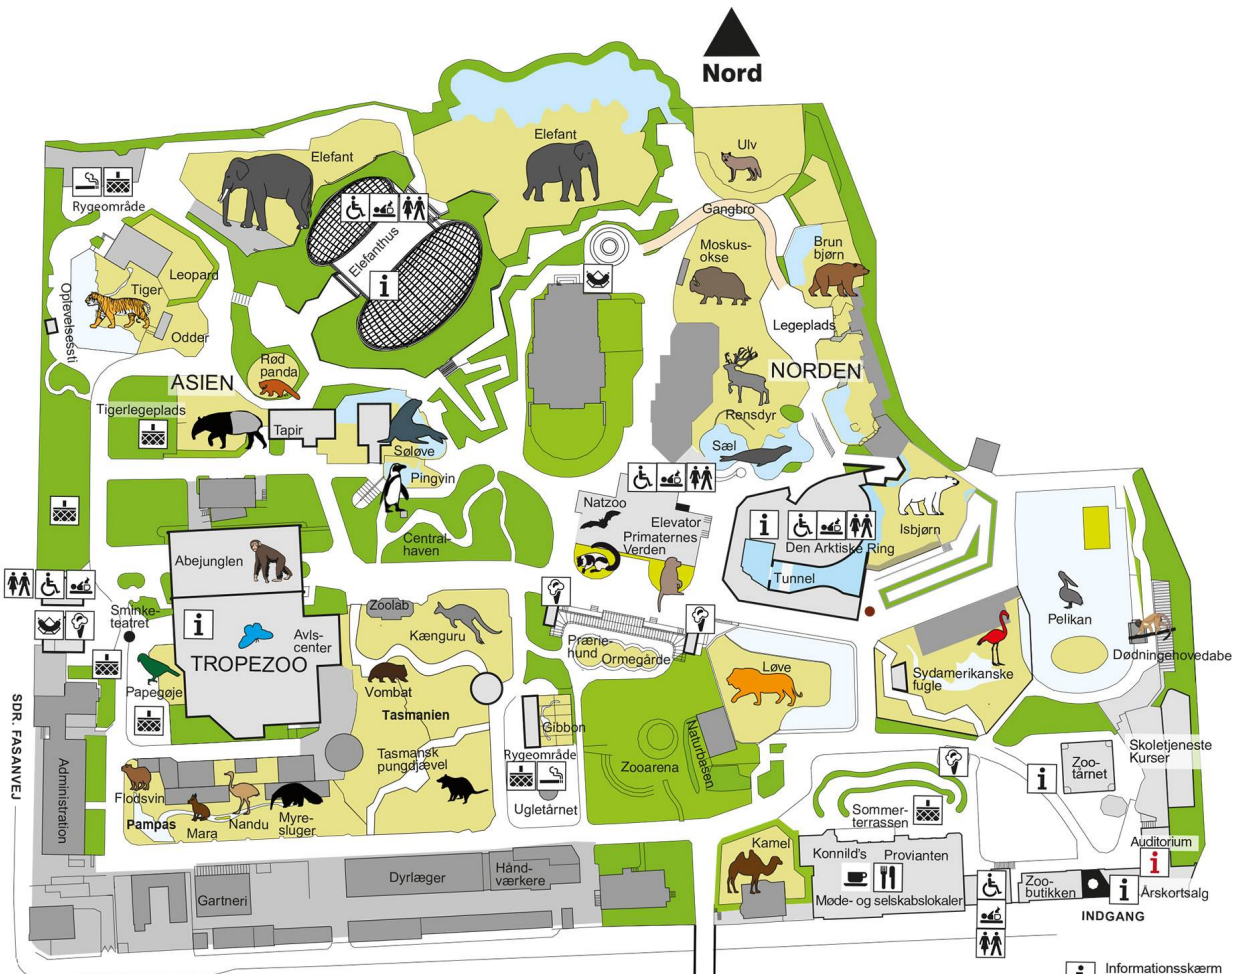 Nord
Elefant
Elefant
Ulv
Rygeområde
Gangbro
Elefanthus
Moskus-
okse
Brun
bjørn
Leopard
Tiger
Oplevelsessti
Odder
Legeplads
Rød
panda
ASIEN
NORDEN
Tigerlegeplads
Rensdyr
Tapir
Søløve
Sæl
Pingvin
Natzoo
Isbjørn
Elevator
Central-
haven
Primaternes
Verden
Den Arktiske Ring
Abejunglen
Tunnel
Zoolab
Kænguru
Pelikan
Sminke-
teatret
Avls-
center
Prærie-
hund
Ormegårde
Dødningehovedabe
TROPEZOO
Løve
Sydamerikanske
fugle
Papegøje
Vombat
Tasmanien
SDR. FASANVEJ
Gibbon
Naturbasen
Tasmansk
pungdjævel
Rygeområde
Zooarena
Skoletjeneste
Kurser
Zoo-
tårnet
Administration
Flodsvin
Ugletårnet
Sommer-
terrassen
Pampas
Mara
Nandu
Myre-
sluger
Kamel
Auditorium
Konnild's
Provianten
Dyrlæger
Hånd-
værkere
Zoo-
butikken
Årskortsalg
Gartneri
Møde- og selskabslokaler
INDGANG
Informationsskærm